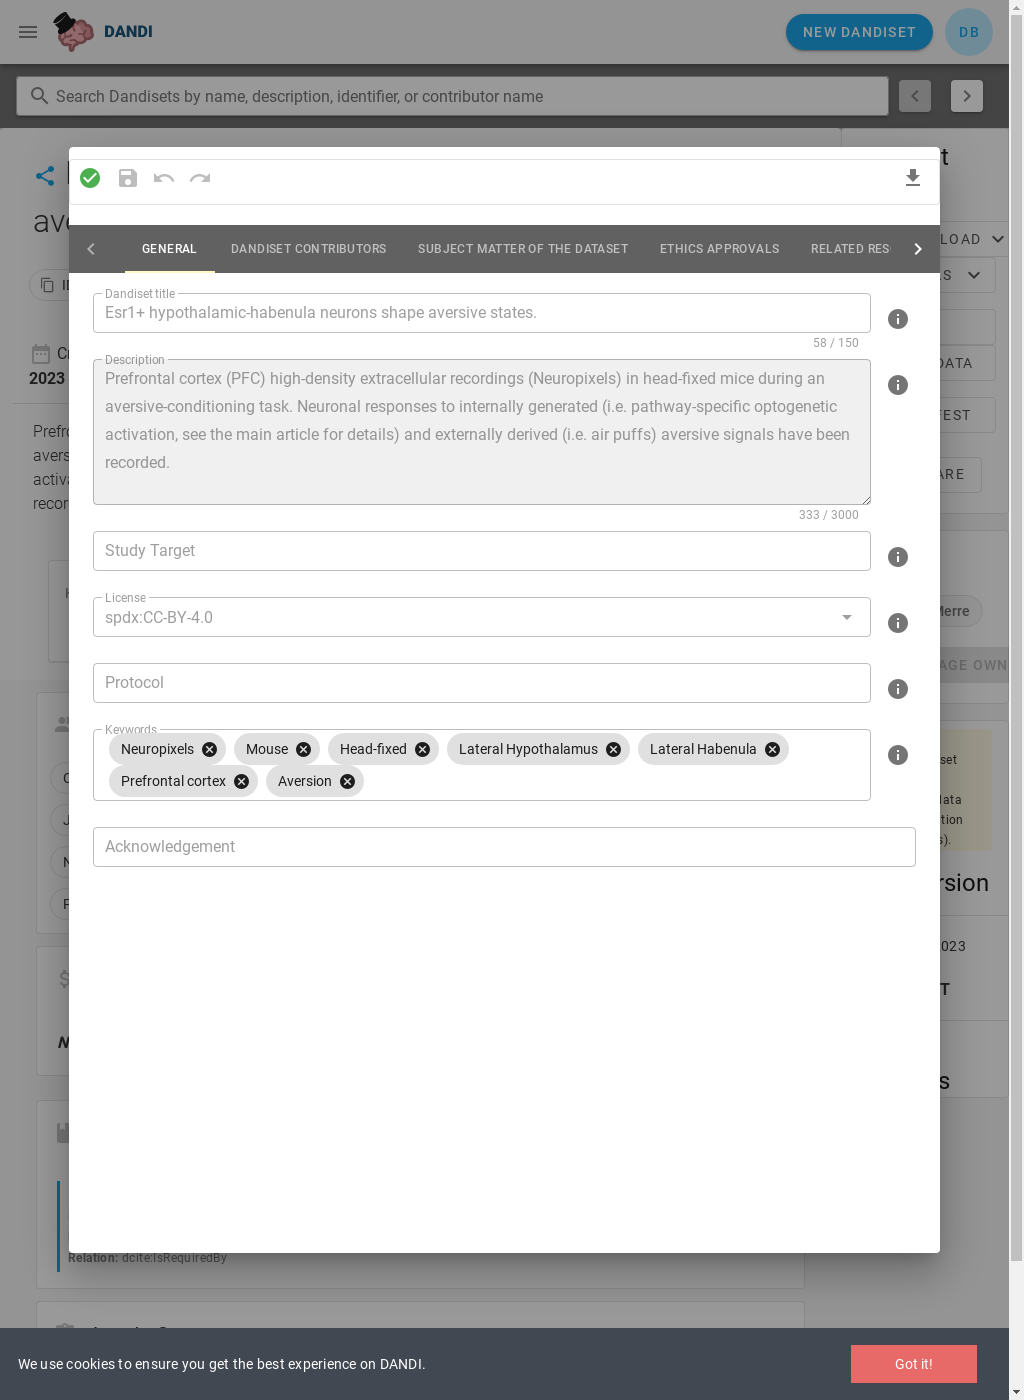 DANDI
NEW DANDISET
DB
Search Dandisets by name, description, identifier, or contributor name
GENERAL
DANDISET CONTRIBUTORS
SUBJECT MATTER OF THE DATASET
ETHICS APPROVALS
RELATED RES
Dandiset title
Esr1+ hypothalamic-habenula neurons shape aversive states.
58 / 150
Description
Prefrontal cortex (PFC) high-density extracellular recordings (Neuropixels) in head-fixed mice during an
aversive-conditioning task. Neuronal responses to internally generated (i.e. pathway-specific optogenetic
activation, see the main article for details) and externally derived (i.e. air puffs) aversive signals have been
recorded.
333 / 3000
Study Target
License
spdx:CC-BY-4.0
Protocol
Keywords
Neuropixels
Mouse
Head-fixed
Lateral Hypothalamus
Lateral Habenula
Prefrontal cortex
Aversion
Acknowledgement
2023
Merre
2023
Relation: dcite:IsRequiredBy
We use cookies to ensure you get the best experience on DANDI.
Got it!